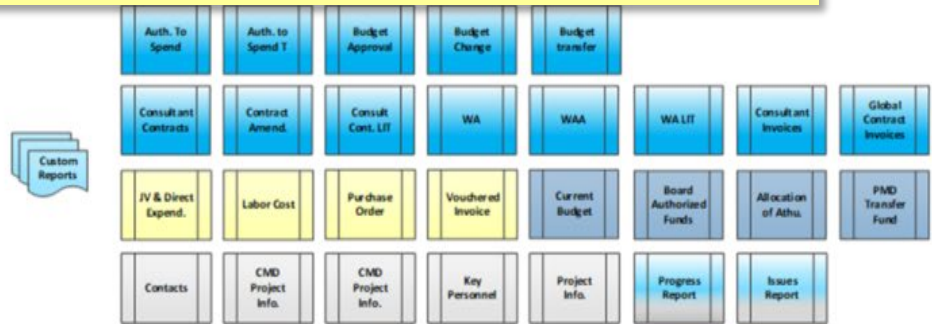 Auth. To
Spend
Auth. to
Spend T
Budget
Approval
Budget
Change
Budget
transfer
Custom
Reports
Consultant
Contracts
Contract
Amend.
Consult
Cont. LIT
WA
WAA
WA LIT
Consultant
Invoices
Global
Contract
Invoices
JV & Direct
Expend.
Labor Cost
Purchase
Order
Vouchered
Invoice
Current
Budget
Board
Authorized
Funds
Allocation
of Athu.
PMD
Transfer
Fund
Contacts
CMD
Project
Info.
CMD
Project
Info.
Key
Personnel
Project
Info.
Progress
Report
Issues
Report